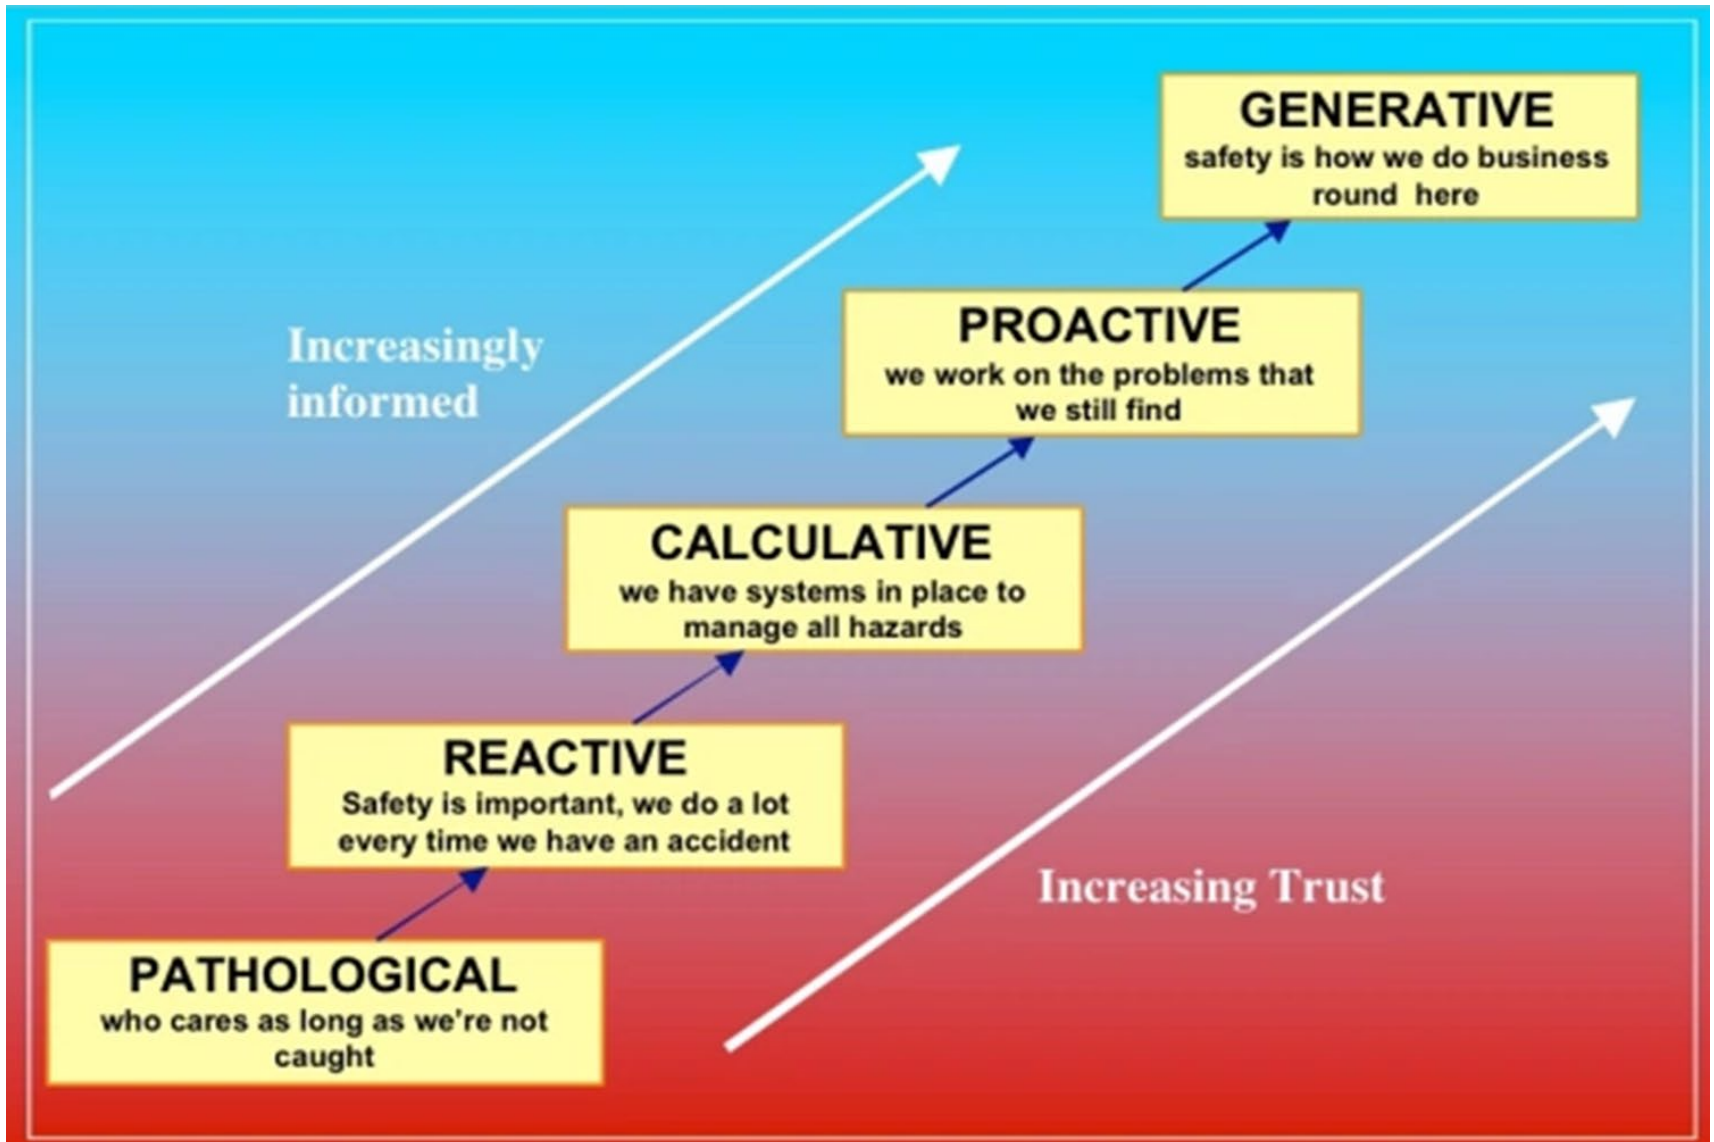 GENERATIVE
safety is how we do business
round here
Increasingly
informed
PROACTIVE
we work on the problems that
we still find
CALCULATIVE
we have systems in place to
manage all hazards
REACTIVE
Safety is important, we do a lot
every time we have an accident
Increasing Trust
PATHOLOGICAL
who cares as long as we're not
caught